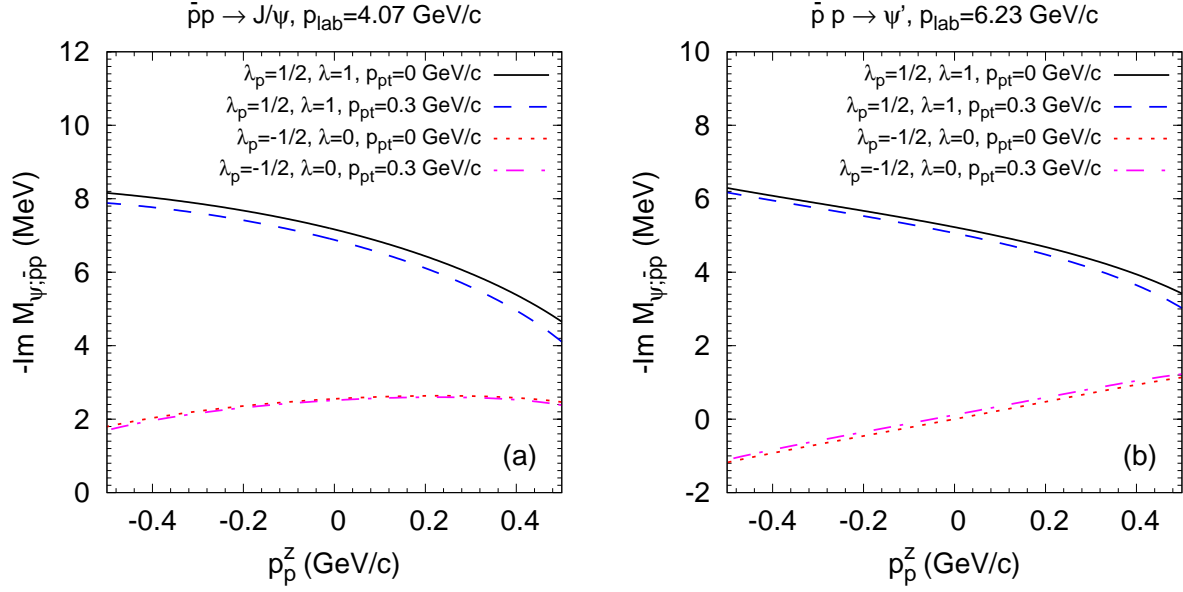 p̄p → J/ψ, p_lab=4.07 GeV/c
λ_p=1/2, λ=1, p_pt=0 GeV/c
λ_p=1/2, λ=1, p_pt=0.3 GeV/c
λ_p=-1/2, λ=0, p_pt=0 GeV/c
λ_p=-1/2, λ=0, p_pt=0.3 GeV/c
-Im M_ψ;p̄p (MeV)
12
10
8
6
4
2
0
(a)
-0.4 -0.2 0 0.2 0.4
p_p^z (GeV/c)
p̄ p → ψ', p_lab=6.23 GeV/c
λ_p=1/2, λ=1, p_pt=0 GeV/c
λ_p=1/2, λ=1, p_pt=0.3 GeV/c
λ_p=-1/2, λ=0, p_pt=0 GeV/c
λ_p=-1/2, λ=0, p_pt=0.3 GeV/c
-Im M_ψ;p̄p (MeV)
10
8
6
4
2
0
-2
(b)
-0.4 -0.2 0 0.2 0.4
p_p^z (GeV/c)